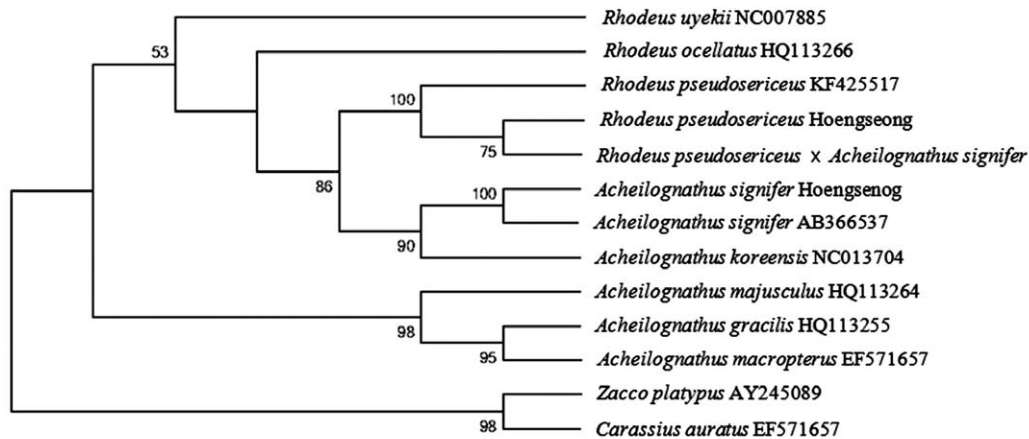 Rhodeus uyekii NC007885
53
Rhodeus ocellatus HQ113266
Rhodeus pseudosericeus KF425517
100
Rhodeus pseudosericeus Hoengseong
75
Rhodeus pseudosericeus x Acheilognathus signifer
86
Acheilognathus signifer Hoengsenog
100
Acheilognathus signifer AB366537
90
Acheilognathus koreensis NC013704
Acheilognathus majusculus HQ113264
98
Acheilognathus gracilis HQ113255
95
Acheilognathus macropterus EF571657
Zacco platypus AY245089
98
Carassius auratus EF571657